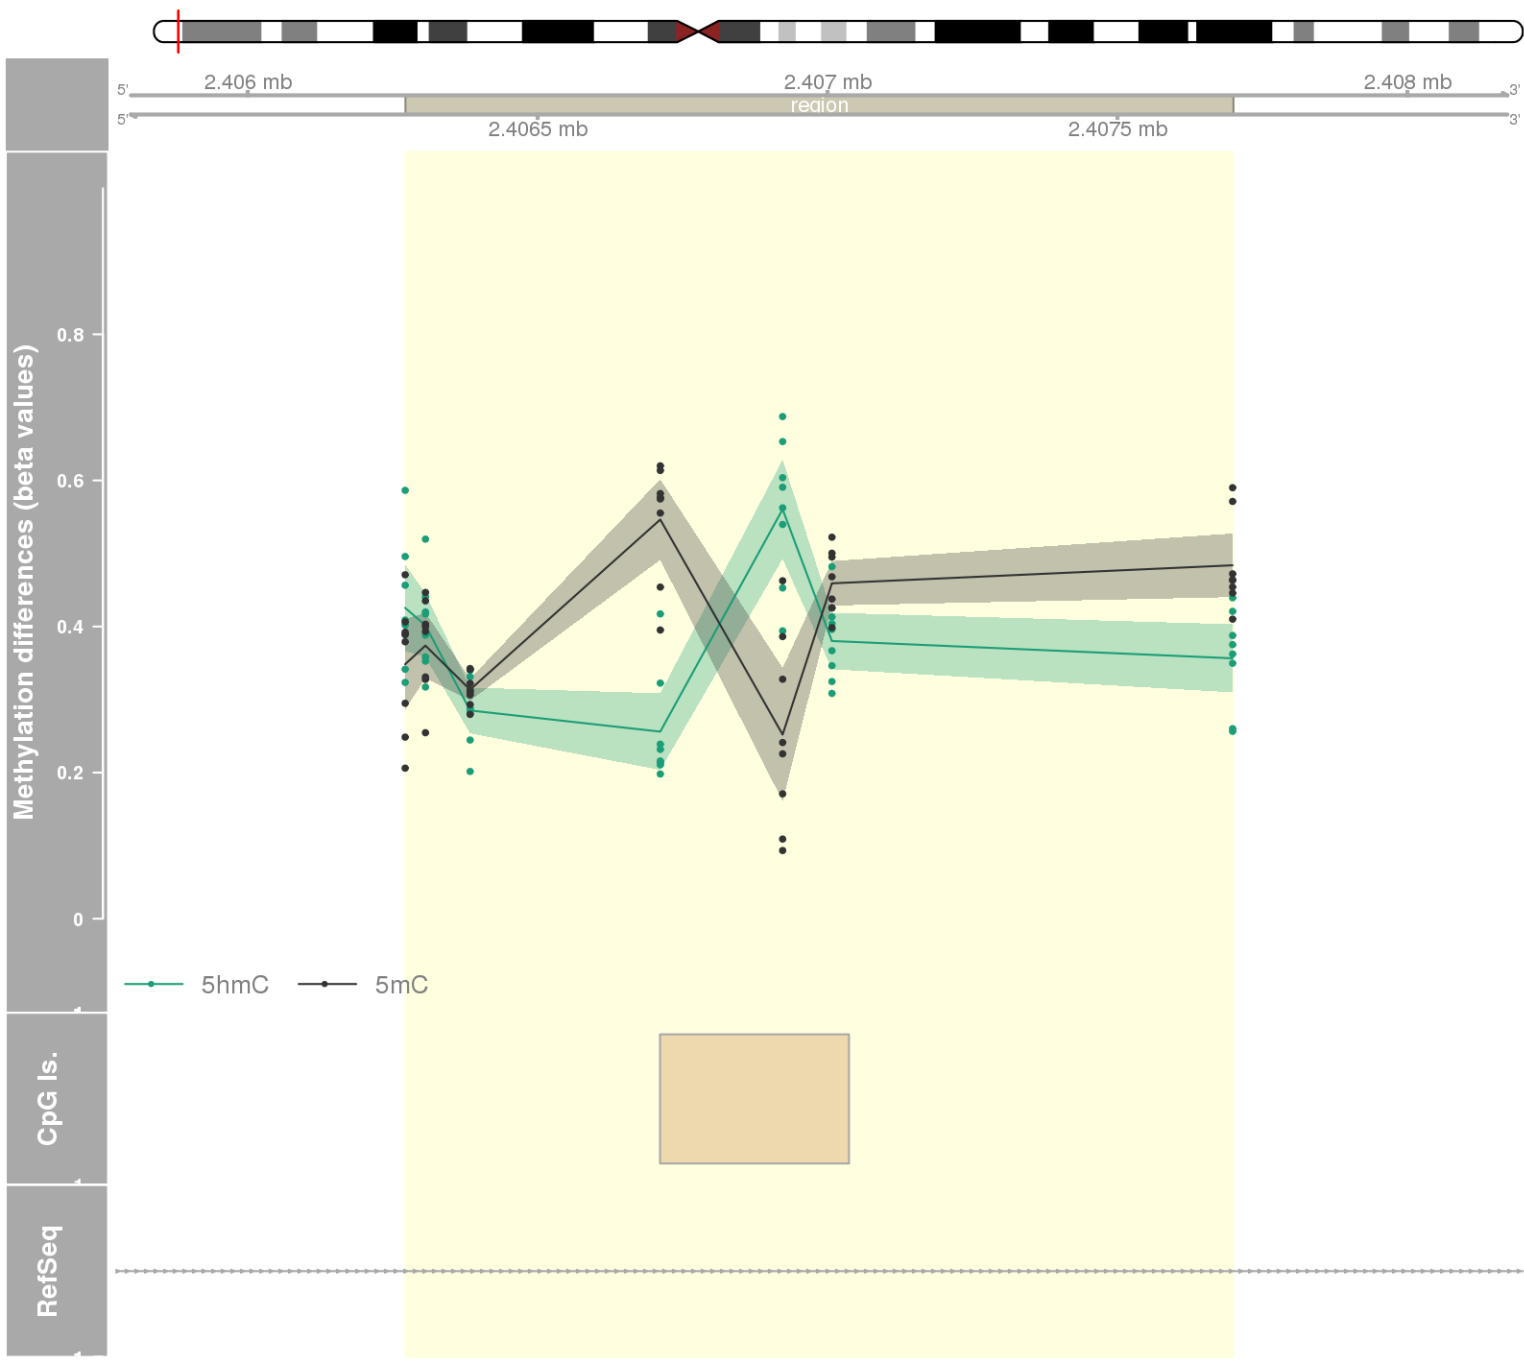 2.406 mb
2.407 mb
2.408 mb
5'
3'
region
5'
3'
2.4065 mb
2.4075 mb
Methylation differences (beta values)
0.8
0.6
0.4
0.2
0
5hmC
5mC
CpG Is.
RefSeq